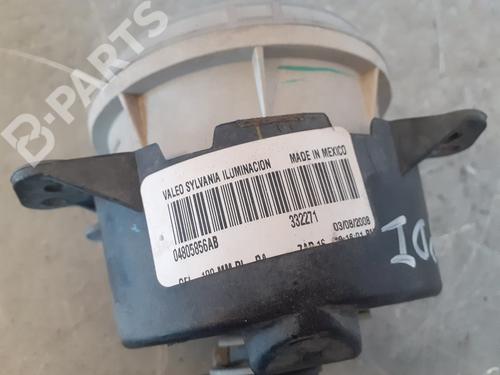 B-PARTS
VALEO SYLVANIA ILUMINACION MADE IN MEXICO
04805856AB 332271 03/08/2008